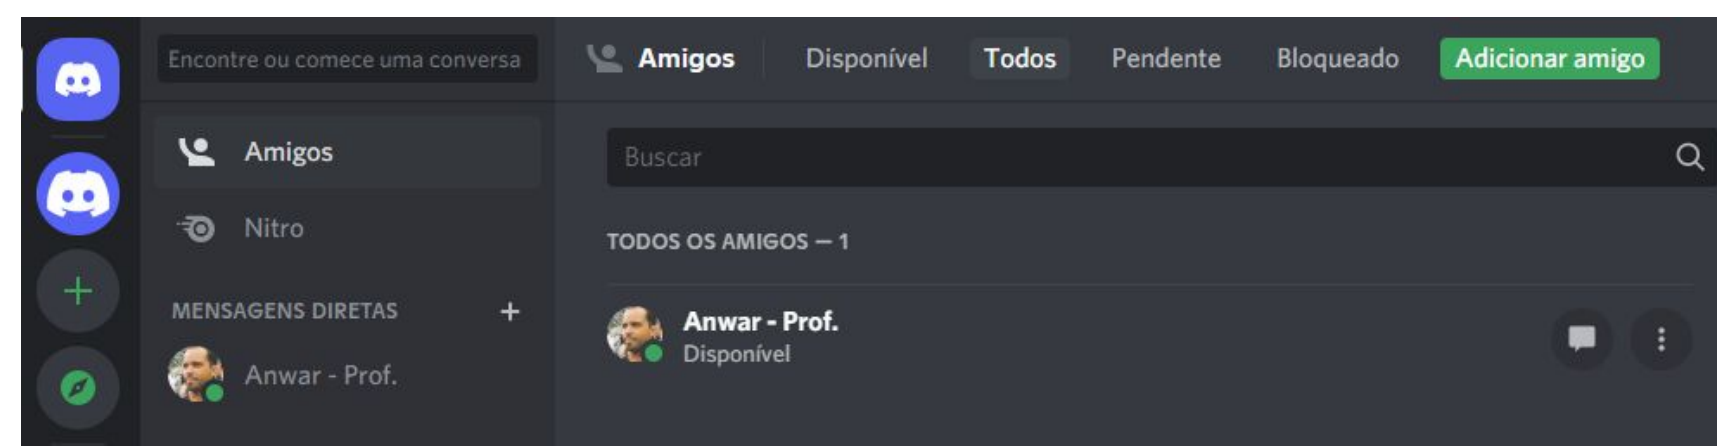 Encontre ou comece uma conversa
Amigos
Nitro
MENSAGENS DIRETAS
Anwar - Prof.
Amigos Disponível Todos Pendente Bloqueado Adicionar amigo
Buscar
TODOS OS AMIGOS — 1
Anwar - Prof.
Disponível